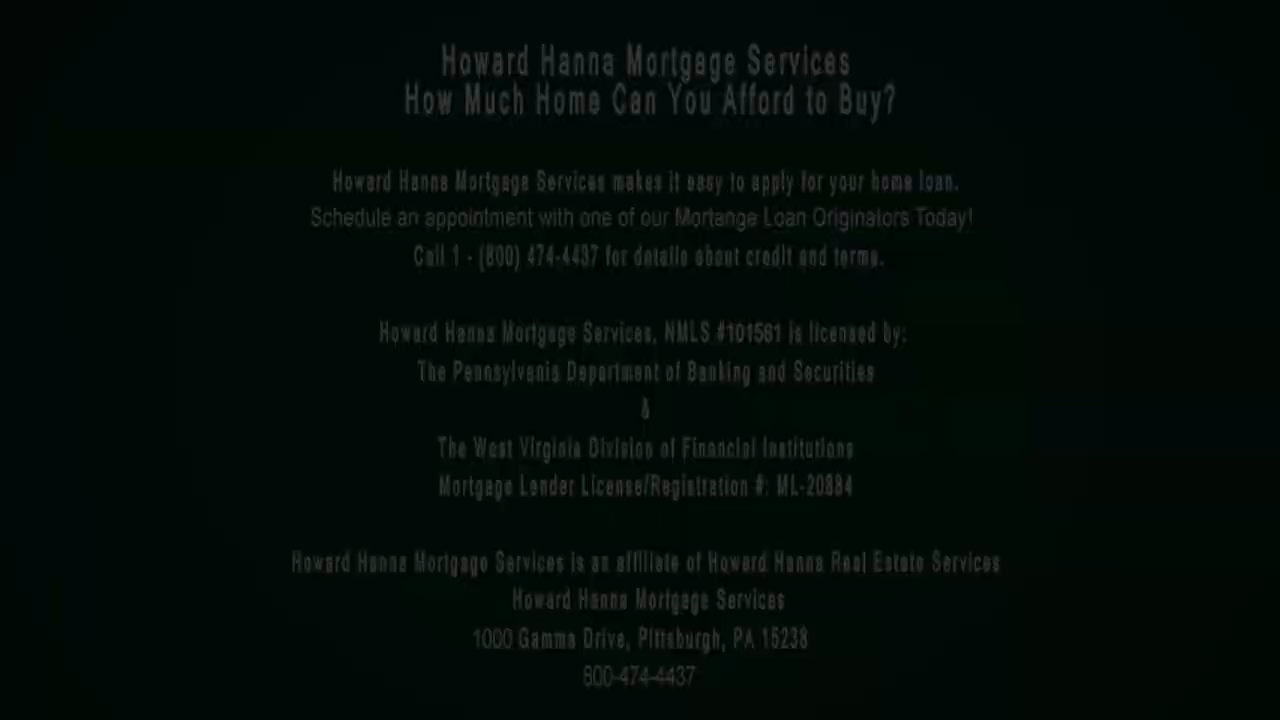 Howard Hanna Mortgage Services
How Much Home Can You Afford to Buy?
Howard Hanna Mortgage Services makes it easy to apply for your home loan.
Schedule an appointment with one of our Mortange Loan Originators Today!
Call 1 - (800) 474-4437 for details about credit and terms.
Howard Hanna Mortgage Services, NMLS #101561 is licensed by:
The Pennsylvania Department of Banking and Securities
&
The West Virginia Division of Financial Institutions
Mortgage Lender License/Registration #: ML-20884
Howard Hanna Mortgage Services is an affiliate of Howard Hanna Real Estate Services
Howard Hanna Mortgage Services
1000 Gamma Drive, Pittsburgh, PA 15238
800-474-4437